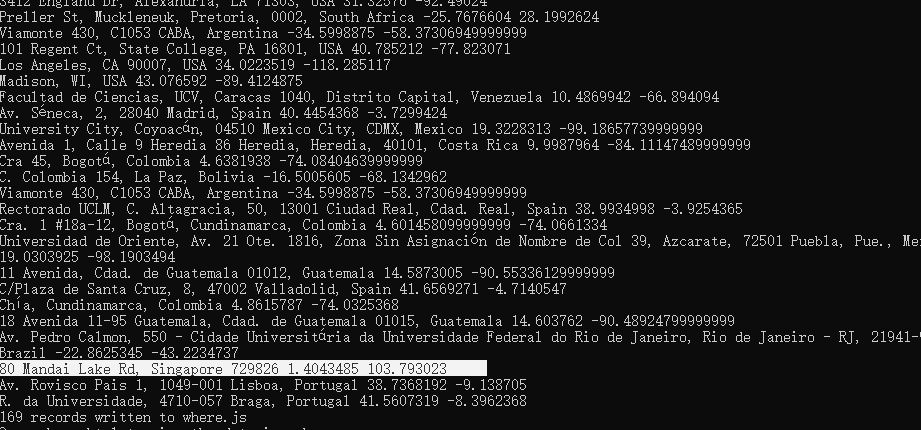 3412 England Dr, Alexandria, LA 71303, USA 31.32576 -92.49024
Preller St, Muckleneuk, Pretoria, 0002, South Africa -25.7676604 28.1992624
Viamonte 430, C1053 CABA, Argentina -34.5998875 -58.37306949999999
101 Regent Ct, State College, PA 16801, USA 40.785212 -77.823071
Los Angeles, CA 90007, USA 34.0223519 -118.285117
Madison, WI, USA 43.076592 -89.4124875
Facultad de Ciencias, UCV, Caracas 1040, Distrito Capital, Venezuela 10.4869942 -66.894094
Av. Séneca, 2, 28040 Madrid, Spain 40.4454368 -3.7299424
University City, Coyoacán, 04510 Mexico City, CDMX, Mexico 19.3228313 -99.18657739999999
Avenida 1, Calle 9 Heredia 86 Heredia, Heredia, 40101, Costa Rica 9.9987964 -84.11147489999999
Cra 45, Bogotá, Colombia 4.6381938 -74.08404639999999
C. Colombia 154, La Paz, Bolivia -16.5005605 -68.1342962
Viamonte 430, C1053 CABA, Argentina -34.5998875 -58.37306949999999
Rectorado UCLM, C. Altagracia, 50, 13001 Ciudad Real, Cdad. Real, Spain 38.9934998 -3.9254365
Cra. 1 #18a-12, Bogotá, Cundinamarca, Colombia 4.601458099999999 -74.0661334
Universidad de Oriente, Av. 21 Ote. 1816, Zona Sin Asignación de Nombre de Col 39, Azcarate, 72501 Puebla, Pue., Me
19.0303925 -98.1903494
11 Avenida, Cdad. de Guatemala 01012, Guatemala 14.5873005 -90.55336129999999
C/Plaza de Santa Cruz, 8, 47002 Valladolid, Spain 41.6569271 -4.7140547
Chía, Cundinamarca, Colombia 4.8615787 -74.0325368
18 Avenida 11-95 Guatemala, Cdad. de Guatemala 01015, Guatemala 14.603762 -90.48924799999999
Av. Pedro Calmon, 550 - Cidade Universitária da Universidade Federal do Rio de Janeiro, Rio de Janeiro - RJ, 21941-
Brazil -22.8625345 -43.2234737
80 Mandai Lake Rd, Singapore 729826 1.4043485 103.793023
Av. Rovisco Pais 1, 1049-001 Lisboa, Portugal 38.7368192 -9.138705
R. da Universidade, 4710-057 Braga, Portugal 41.5607319 -8.3962368
169 records written to where.js